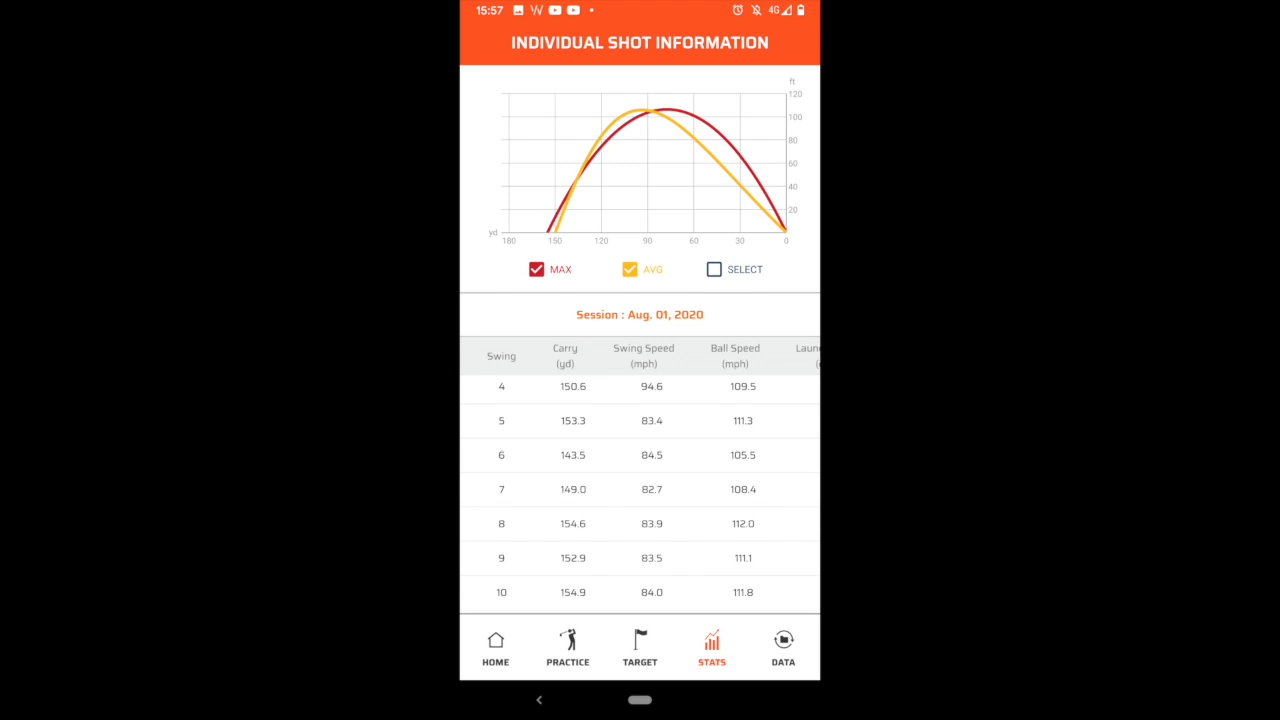 15:57 4G
INDIVIDUAL SHOT INFORMATION
ft
120
100
80
60
40
20
yd
180 150 120 90 60 30 0
MAX AVG SELECT
Session : Aug. 01, 2020
Swing Carry (yd) Swing Speed (mph) Ball Speed (mph) Laun
4 150.6 94.6 109.5
5 153.3 83.4 111.3
6 143.5 84.5 105.5
7 149.0 82.7 108.4
8 154.6 83.9 112.0
9 152.9 83.5 111.1
10 154.9 84.0 111.8
HOME PRACTICE TARGET STATS DATA